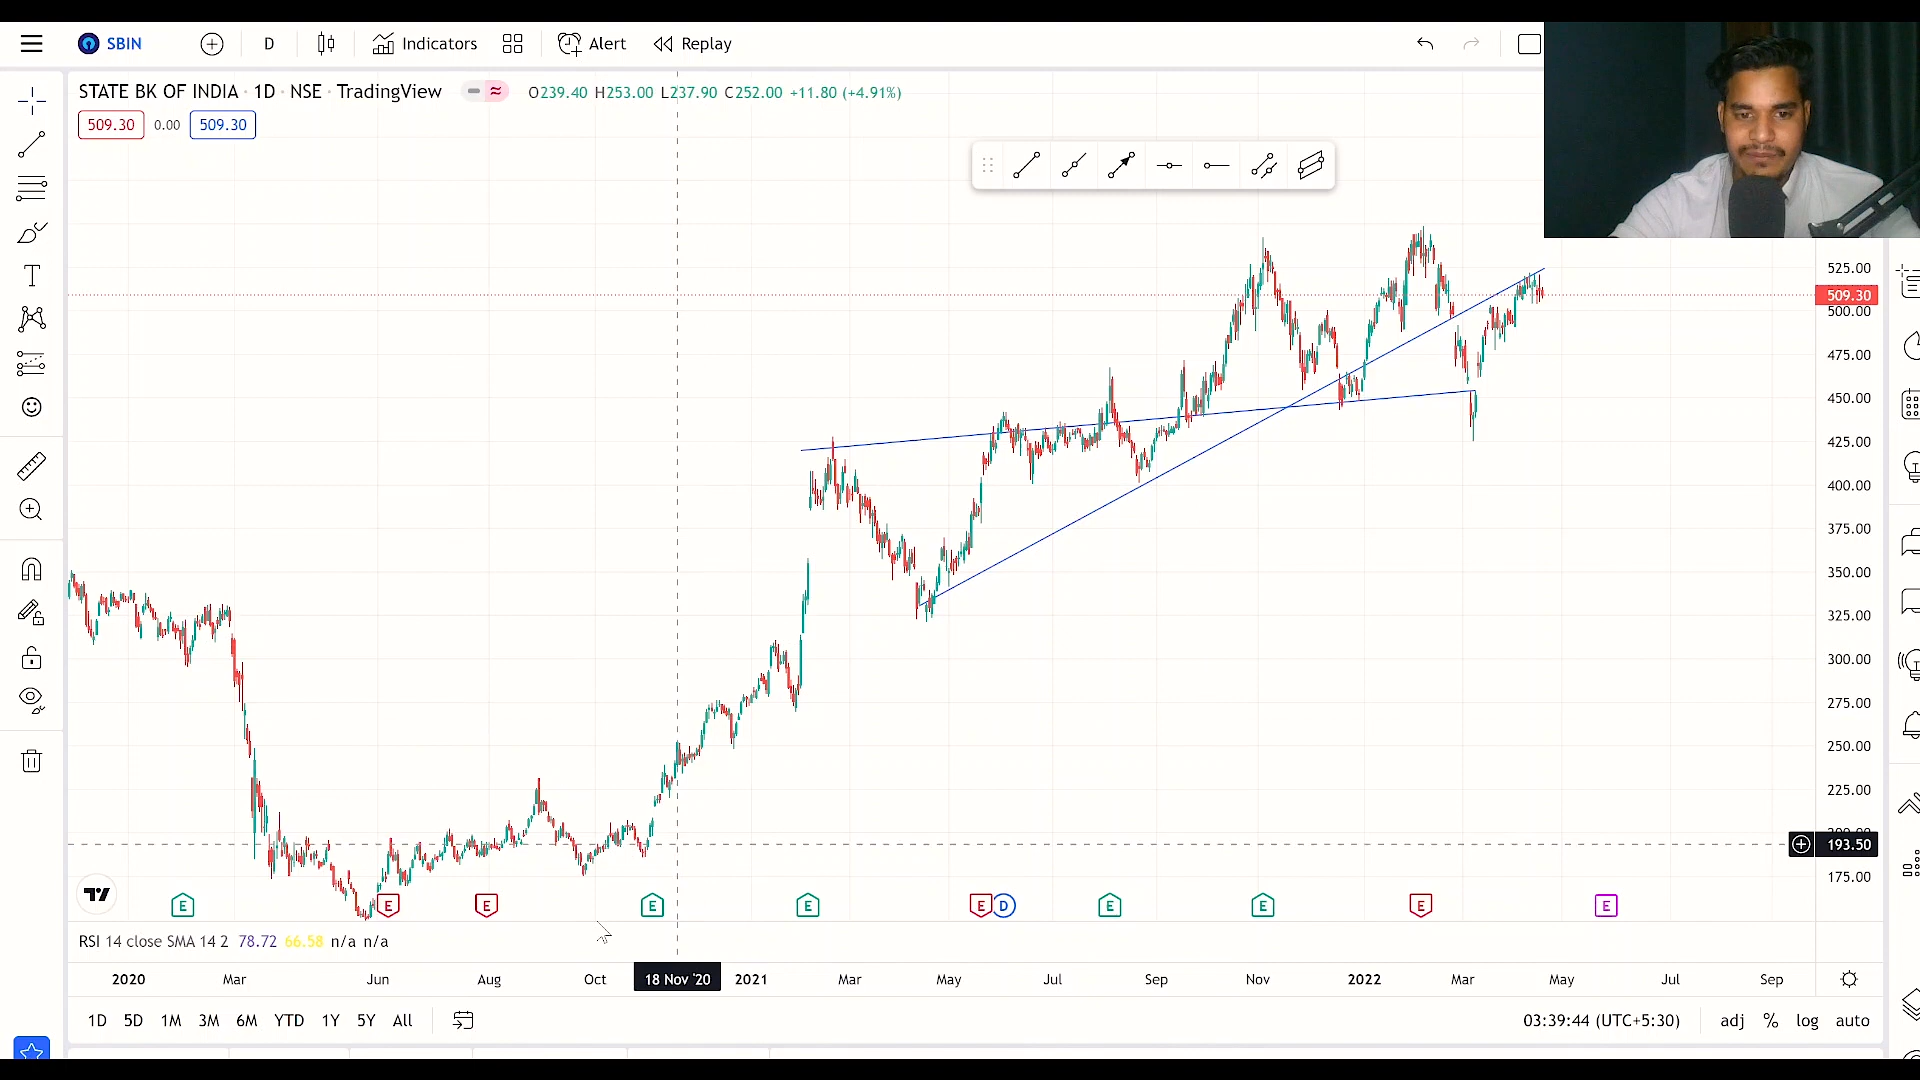 SBIN D Indicators Alert Replay
STATE BK OF INDIA · 1D · NSE · TradingView O239.40 H253.00 L237.90 C252.00 +11.80 (+4.91%)
509.30 0.00 509.30
525.00
509.30
500.00
475.00
450.00
425.00
400.00
375.00
350.00
325.00
300.00
275.00
250.00
225.00
200.00
193.50
175.00
E E E E E E D E E E E
RSI 14 close SMA 14 2 78.72 66.58 n/a n/a
2020 Mar Jun Aug Oct 18 Nov '20 2021 Mar May Jul Sep Nov 2022 Mar May Jul Sep
1D 5D 1M 3M 6M YTD 1Y 5Y All 03:39:44 (UTC+5:30) adj % log auto